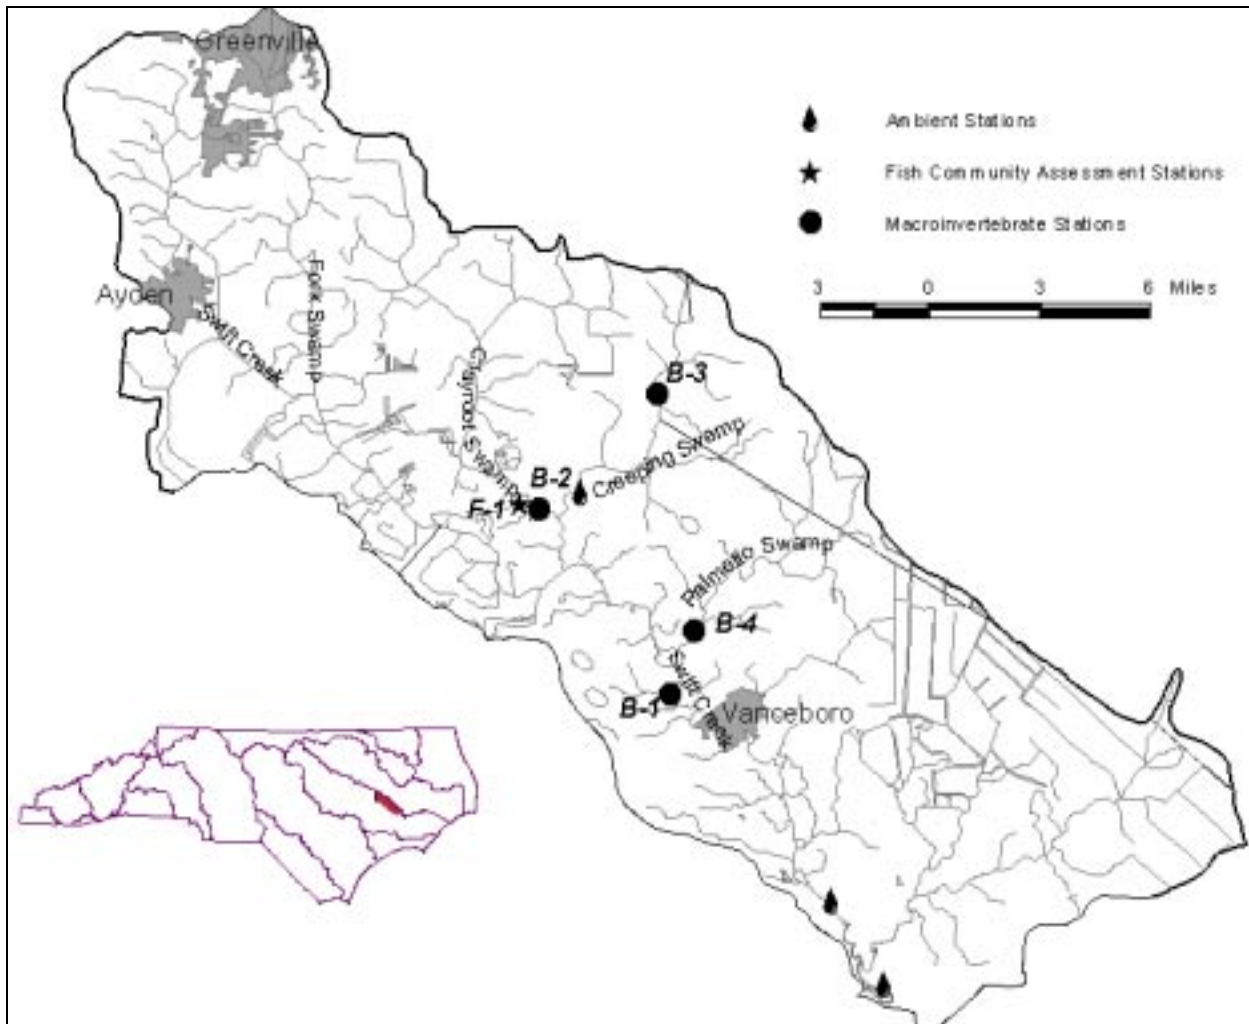 Greenville
Ambient Stations
Fish Community Assessment Stations
Macroinvertebrate Stations
3 0 3 6 Miles
Ayden
Swift Creek
Fork Swamp
Clayroot Swamp
B-3
Creeping Swamp
B-2
F-1
Palmetto Swamp
B-4
Swift Creek
B-1
Vanceboro